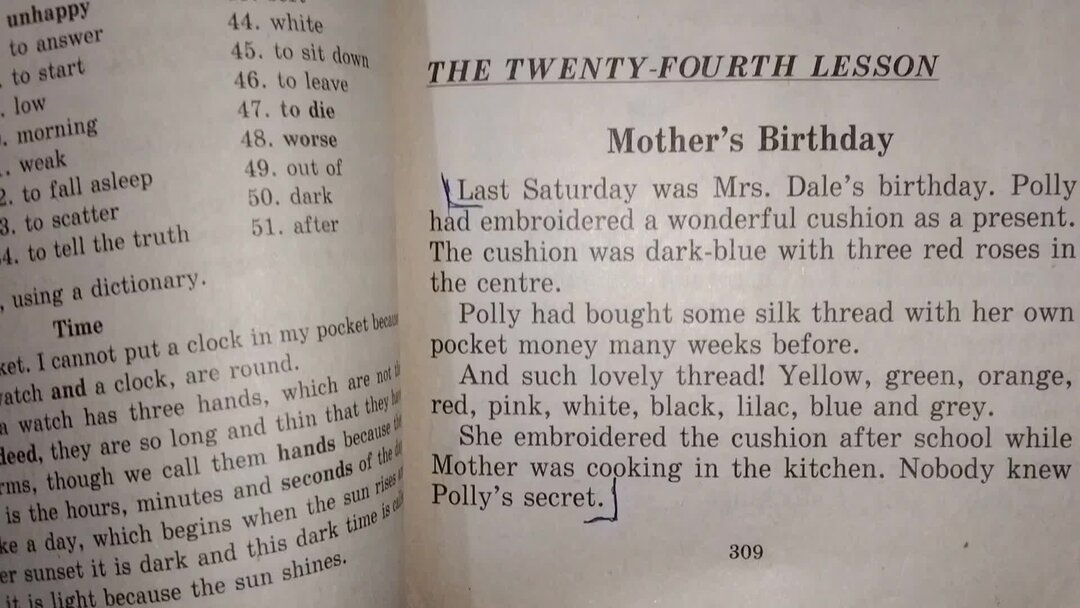 unhappy
to answer
to start
low
morning
weak
to fall asleep
3. to scatter
4. to tell the truth
44. white
45. to sit down
46. to leave
47. to die
48. worse
49. out of
50. dark
51. after
, using a dictionary.
Time
ket. I cannot put a clock in my pocket
watch and a clock, are round.
a watch has three hands, which are not
deed, they are so long and thin that they
rms, though we call them hands because
is the hours, minutes and seconds of the
ke a day, which begins when the sun rises
er sunset it is dark and this dark time is
it is light because the sun shines.
THE TWENTY-FOURTH LESSON
Mother's Birthday
Last Saturday was Mrs. Dale's birthday. Polly
had embroidered a wonderful cushion as a present.
The cushion was dark-blue with three red roses in
the centre.
Polly had bought some silk thread with her own
pocket money many weeks before.
And such lovely thread! Yellow, green, orange,
red, pink, white, black, lilac, blue and grey.
She embroidered the cushion after school while
Mother was cooking in the kitchen. Nobody knew
Polly's secret.
309